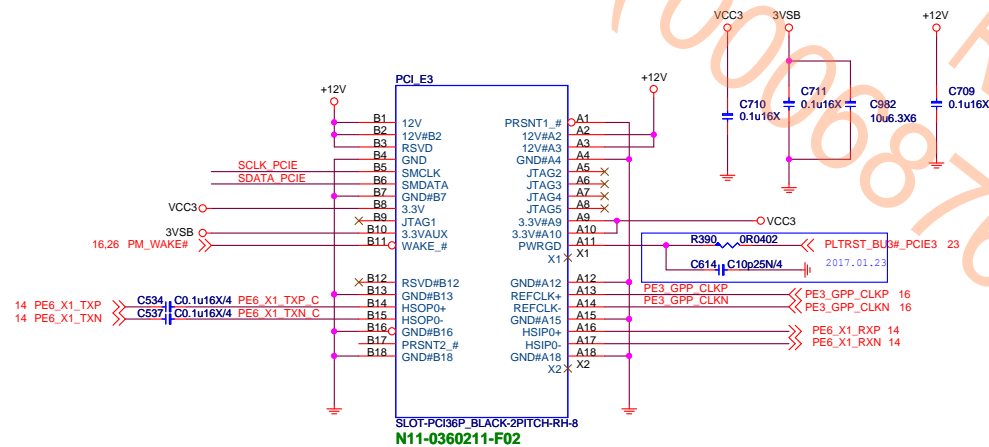 VCC3 3VSB +12V
C710 0.1u16X
C711 0.1u16X
C982 10u6.3X6
C709 0.1u16X
PCI_E3
+12V
+12V
B1 12V PRSNT1_# A1
B2 12V#B2 12V#A2 A2
B3 RSVD 12V#A3 A3
B4 GND GND#A4 A4
SCLK_PCIE B5 SMCLK JTAG2 A5
SDATA_PCIE B6 SMDATA JTAG3 A6
B7 GND#B7 JTAG4 A7
VCC3 B8 3.3V JTAG5 A8
B9 JTAG1 3.3V#A9 A9 VCC3
3VSB B10 3.3VAUX 3.3V#A10 A10
16,26 PM_WAKE# B11 WAKE_# PWRGD A11 R390 0R0402 PLTRST_BU3#_PCIE3 23
X1 X1
C614 C10p25N/4 2017.01.23
B12 RSVD#B12 GND#A12 A12
B13 GND#B13 REFCLK+ A13 PE3_GPP_CLKP PE3_GPP_CLKP 16
14 PE6_X1_TXP C534 C0.1u16X/4 PE6_X1_TXP_C B14 HSOP0+ REFCLK- A14 PE3_GPP_CLKN PE3_GPP_CLKN 16
14 PE6_X1_TXN C537 C0.1u16X/4 PE6_X1_TXN_C B15 HSOP0- GND#A15 A15
B16 GND#B16 HSIP0+ A16 PE6_X1_RXP 14
B17 PRSNT2_# HSIP0- A17 PE6_X1_RXN 14
B18 GND#B18 GND#A18 A18
X2 X2
SLOT-PCI36P_BLACK-2PITCH-RH-8
N11-0360211-F02